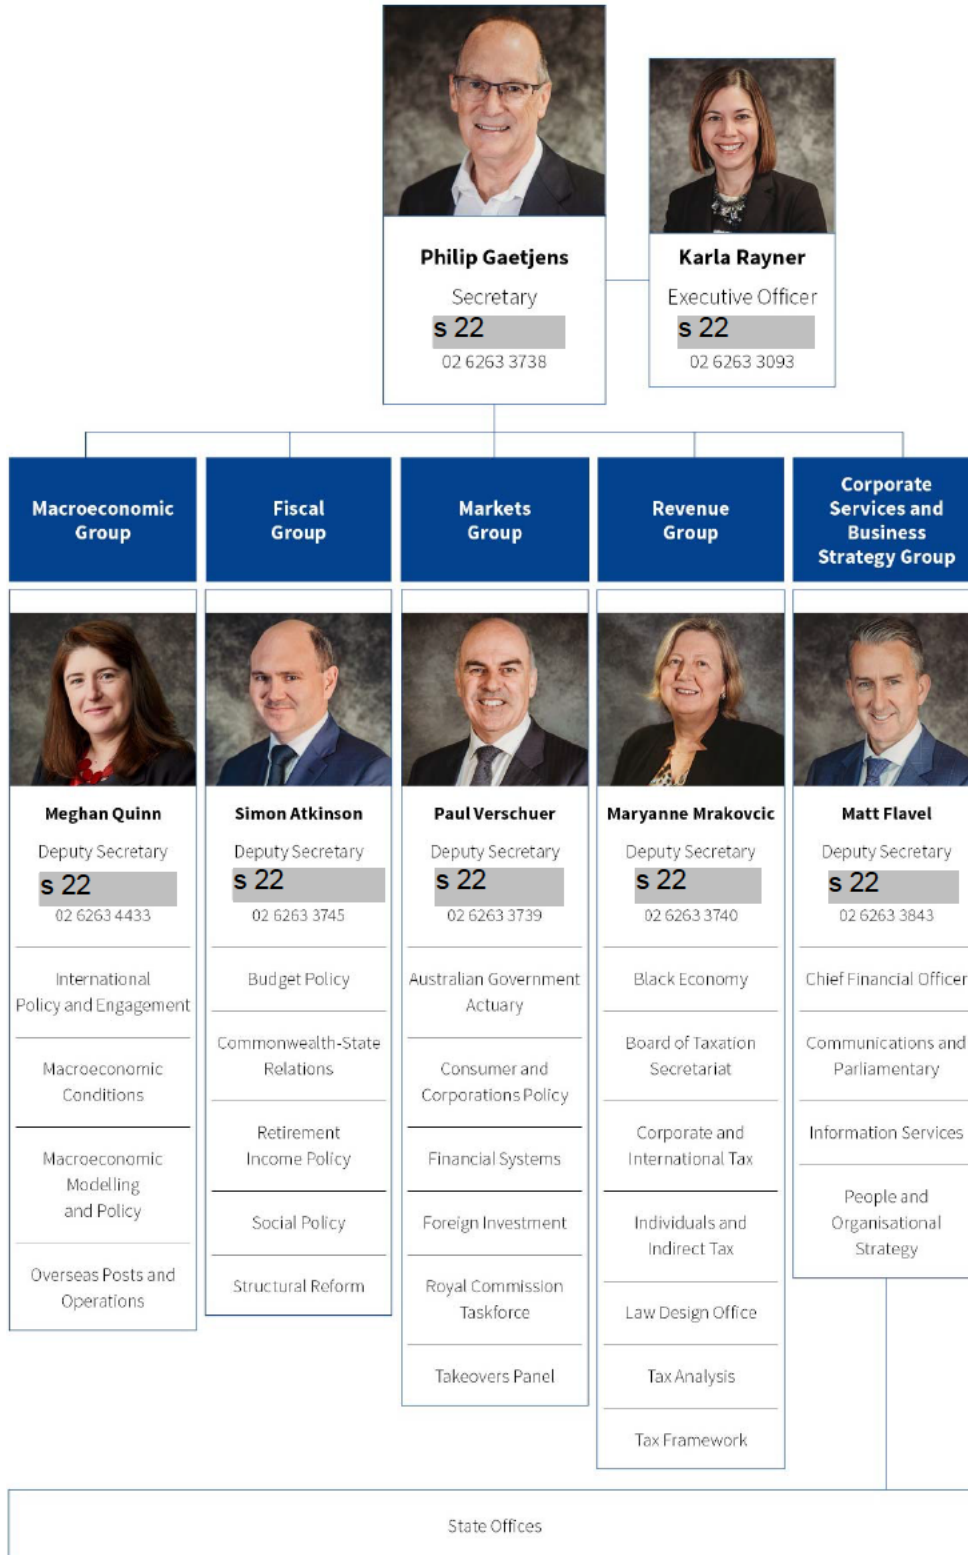 Philip Gaetjens
Secretary
s 22
02 6263 3738
Karla Rayner
Executive Officer
s 22
02 6263 3093
Macroeconomic
Group
Fiscal
Group
Markets
Group
Revenue
Group
Corporate
Services and
Business
Strategy Group
Meghan Quinn
Deputy Secretary
s 22
02 6263 4433
International
Policy and Engagement
Macroeconomic
Conditions
Macroeconomic
Modelling
and Policy
Overseas Posts and
Operations
Simon Atkinson
Deputy Secretary
s 22
02 6263 3745
Budget Policy
Commonwealth-State
Relations
Retirement
Income Policy
Social Policy
Structural Reform
Paul Verschuer
Deputy Secretary
s 22
02 6263 3739
Australian Government
Actuary
Consumer and
Corporations Policy
Financial Systems
Foreign Investment
Royal Commission
Taskforce
Takeovers Panel
Maryanne Mrakovcic
Deputy Secretary
s 22
02 6263 3740
Black Economy
Board of Taxation
Secretariat
Corporate and
International Tax
Individuals and
Indirect Tax
Law Design Office
Tax Analysis
Tax Framework
Matt Flavel
Deputy Secretary
s 22
02 6263 3843
Chief Financial Officer
Communications and
Parliamentary
Information Services
People and
Organisational
Strategy
State Offices